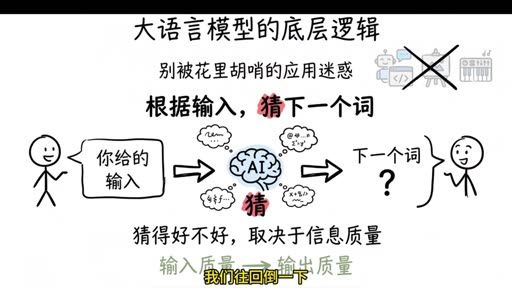 大语言模型的底层逻辑
别被花里胡哨的应用迷惑
根据输入，猜下一个词
你给的
输入
AI
猜
下一个词
?
猜得好不好，取决于信息质量
输入质量→输出质量
我们往回倒一下